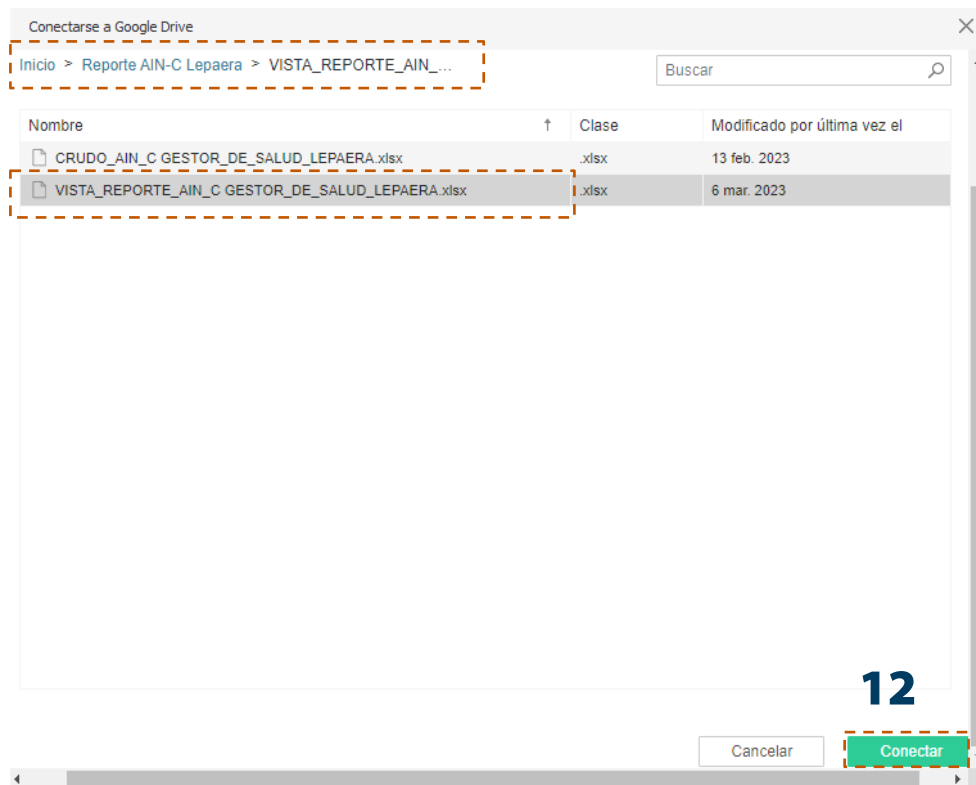 Conectarse a Google Drive
Inicio > Reporte AIN-C Lepaera > VISTA_REPORTE_AIN_...
Buscar
Nombre ↑ Clase Modificado por última vez el
CRUDO_AIN_C GESTOR_DE_SALUD_LEPAERA.xlsx .xlsx 13 feb. 2023
VISTA_REPORTE_AIN_C GESTOR_DE_SALUD_LEPAERA.xlsx .xlsx 6 mar. 2023
12
Cancelar Conectar